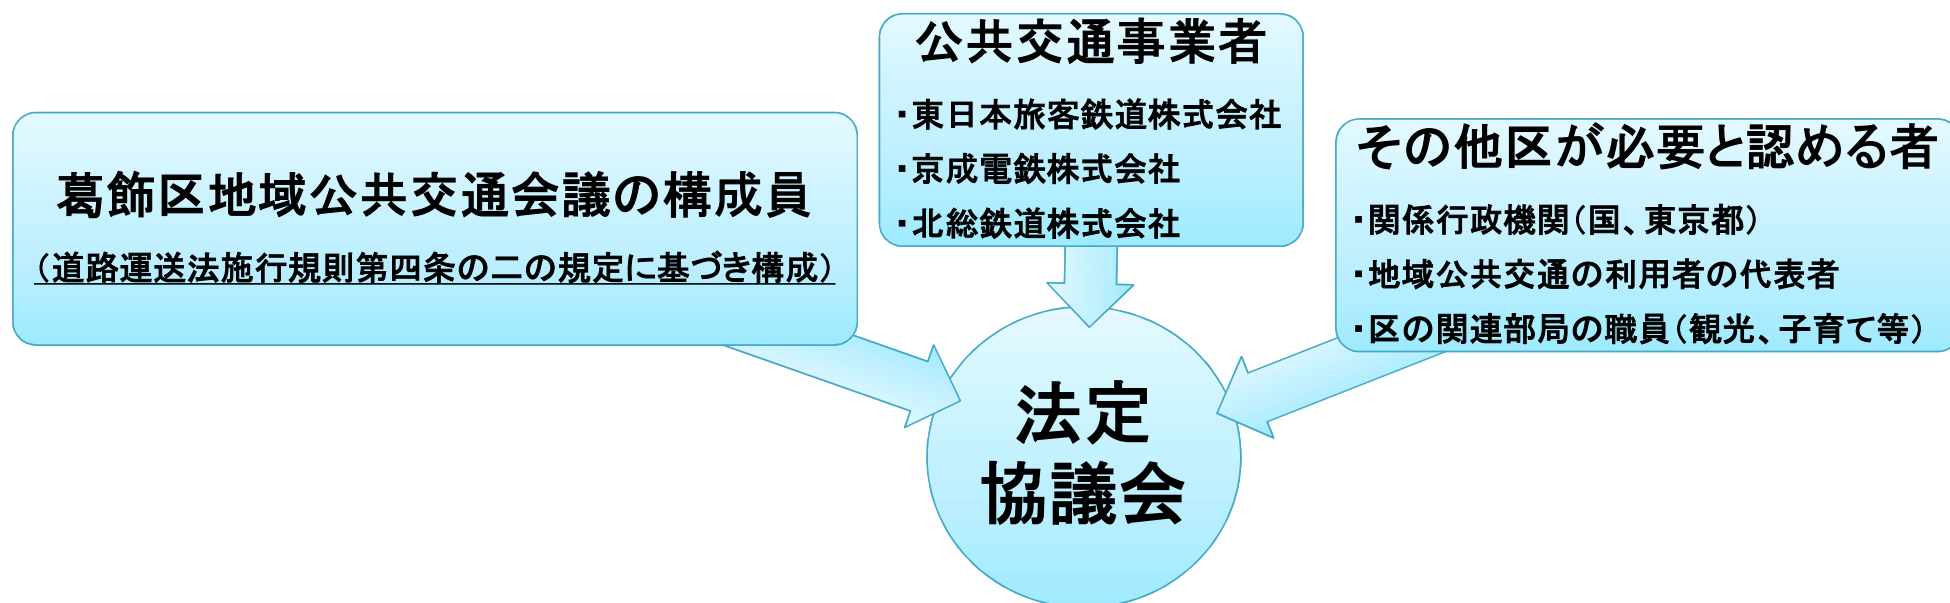 葛飾区地域公共交通会議の構成員
（道路運送法施行規則第四条の二の規定に基づき構成）
公共交通事業者
・東日本旅客鉄道株式会社
・京成電鉄株式会社
・北総鉄道株式会社
その他区が必要と認める者
・関係行政機関（国、東京都）
・地域公共交通の利用者の代表者
・区の関連部局の職員（観光、子育て等）
法定
協議会